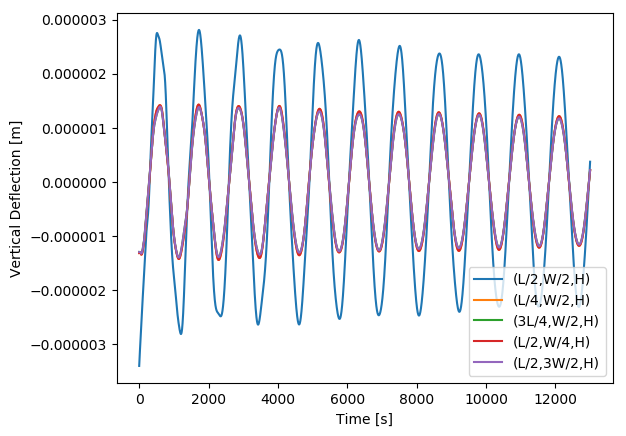 0.000003
0.000002
0.000001
0.000000
−0.000001
−0.000002
−0.000003
Vertical Deflection [m]
0 2000 4000 6000 8000 10000 12000
Time [s]
(L/2,W/2,H)
(L/4,W/2,H)
(3L/4,W/2,H)
(L/2,W/4,H)
(L/2,3W/2,H)